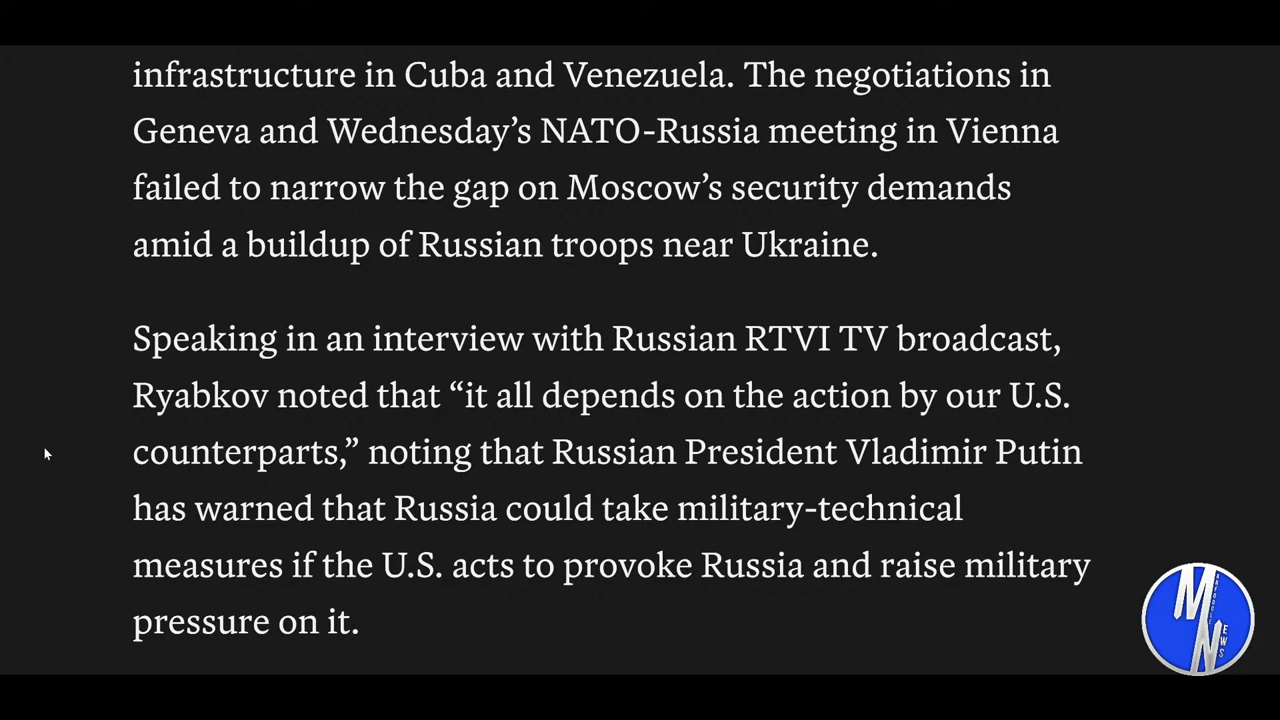 infrastructure in Cuba and Venezuela. The negotiations in
Geneva and Wednesday’s NATO-Russia meeting in Vienna
failed to narrow the gap on Moscow’s security demands
amid a buildup of Russian troops near Ukraine.
Speaking in an interview with Russian RTVI TV broadcast,
Ryabkov noted that “it all depends on the action by our U.S.
counterparts,” noting that Russian President Vladimir Putin
has warned that Russia could take military-technical
measures if the U.S. acts to provoke Russia and raise military
pressure on it.